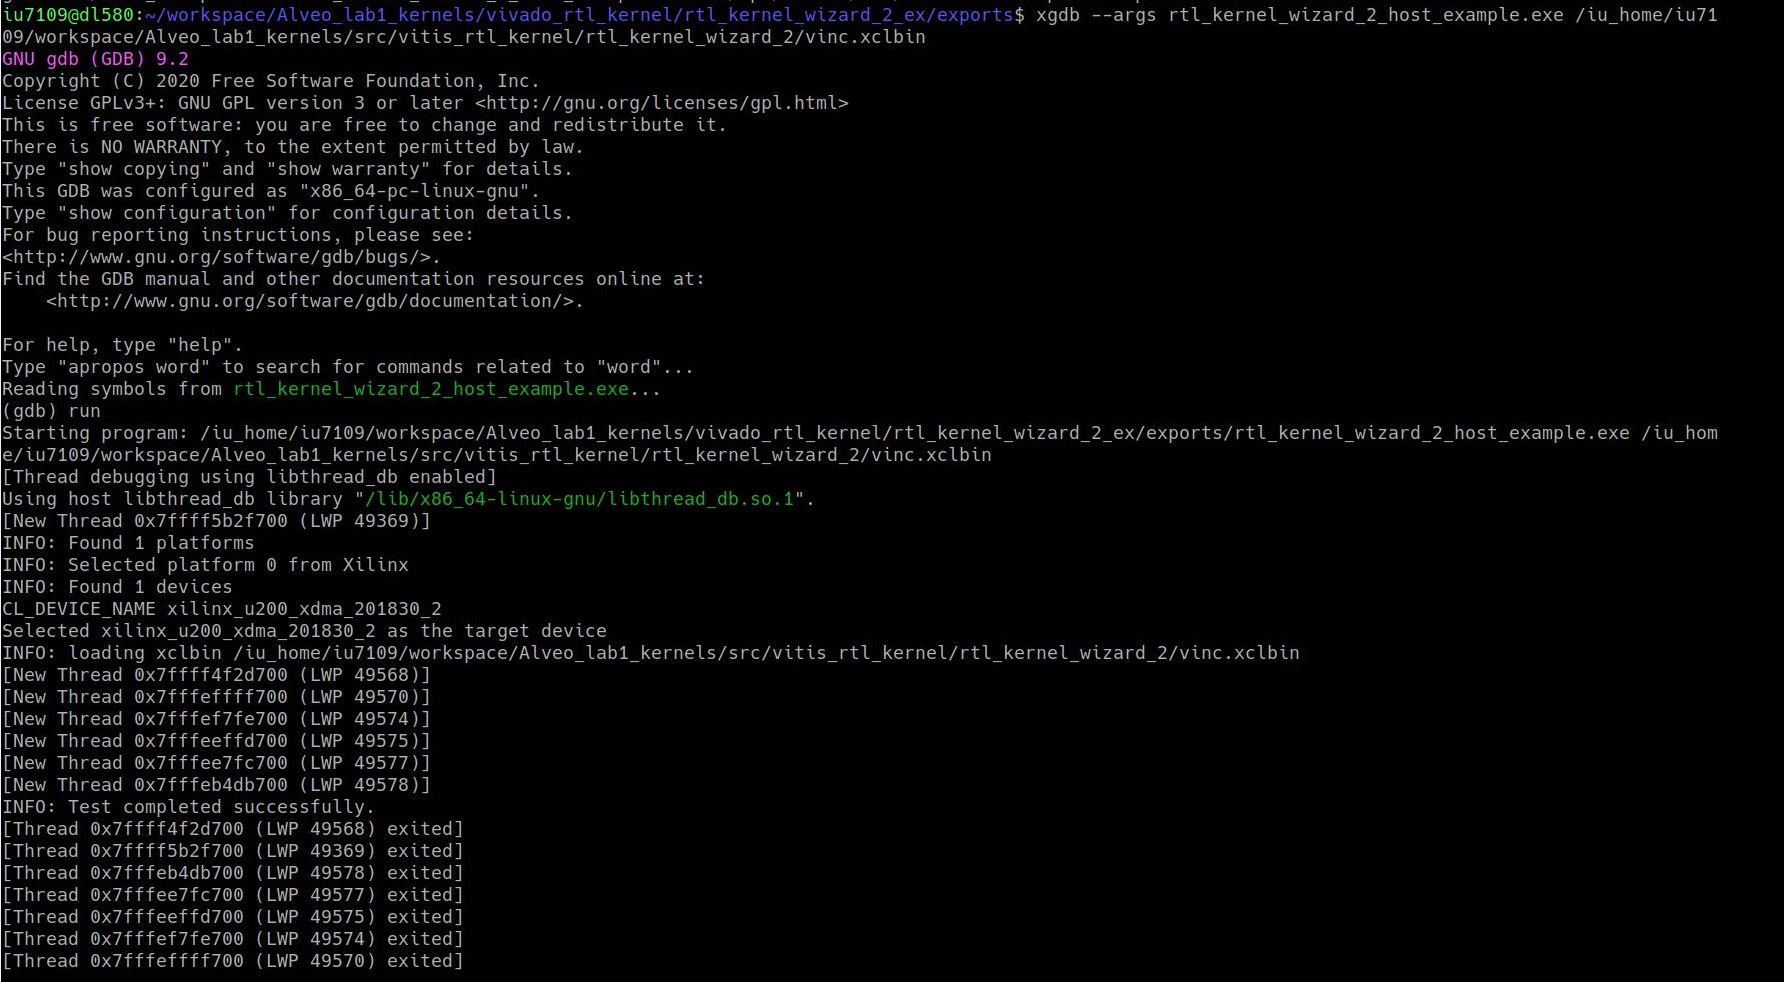 iu7109@dl580:~/workspace/Alveo_lab1_kernels/vivado_rtl_kernel/rtl_kernel_wizard_2_ex/exports$ xgdb --args rtl_kernel_wizard_2_host_example.exe /iu_home/iu71
09/workspace/Alveo_lab1_kernels/src/vitis_rtl_kernel/rtl_kernel_wizard_2/vinc.xclbin
GNU gdb (GDB) 9.2
Copyright (C) 2020 Free Software Foundation, Inc.
License GPLv3+: GNU GPL version 3 or later <http://gnu.org/licenses/gpl.html>
This is free software: you are free to change and redistribute it.
There is NO WARRANTY, to the extent permitted by law.
Type "show copying" and "show warranty" for details.
This GDB was configured as "x86_64-pc-linux-gnu".
Type "show configuration" for configuration details.
For bug reporting instructions, please see:
<http://www.gnu.org/software/gdb/bugs/>.
Find the GDB manual and other documentation resources online at:
    <http://www.gnu.org/software/gdb/documentation/>.

For help, type "help".
Type "apropos word" to search for commands related to "word"...
Reading symbols from rtl_kernel_wizard_2_host_example.exe...
(gdb) run
Starting program: /iu_home/iu7109/workspace/Alveo_lab1_kernels/vivado_rtl_kernel/rtl_kernel_wizard_2_ex/exports/rtl_kernel_wizard_2_host_example.exe /iu_hom
e/iu7109/workspace/Alveo_lab1_kernels/src/vitis_rtl_kernel/rtl_kernel_wizard_2/vinc.xclbin
[Thread debugging using libthread_db enabled]
Using host libthread_db library "/lib/x86_64-linux-gnu/libthread_db.so.1".
[New Thread 0x7ffff5b2f700 (LWP 49369)]
INFO: Found 1 platforms
INFO: Selected platform 0 from Xilinx
INFO: Found 1 devices
CL_DEVICE_NAME xilinx_u200_xdma_201830_2
Selected xilinx_u200_xdma_201830_2 as the target device
INFO: loading xclbin /iu_home/iu7109/workspace/Alveo_lab1_kernels/src/vitis_rtl_kernel/rtl_kernel_wizard_2/vinc.xclbin
[New Thread 0x7ffff4f2d700 (LWP 49568)]
[New Thread 0x7fffeffff700 (LWP 49570)]
[New Thread 0x7fffef7fe700 (LWP 49574)]
[New Thread 0x7fffeeffd700 (LWP 49575)]
[New Thread 0x7fffee7fc700 (LWP 49577)]
[New Thread 0x7fffeb4db700 (LWP 49578)]
INFO: Test completed successfully.
[Thread 0x7ffff4f2d700 (LWP 49568) exited]
[Thread 0x7ffff5b2f700 (LWP 49369) exited]
[Thread 0x7fffeb4db700 (LWP 49578) exited]
[Thread 0x7fffee7fc700 (LWP 49577) exited]
[Thread 0x7fffeeffd700 (LWP 49575) exited]
[Thread 0x7fffef7fe700 (LWP 49574) exited]
[Thread 0x7fffeffff700 (LWP 49570) exited]